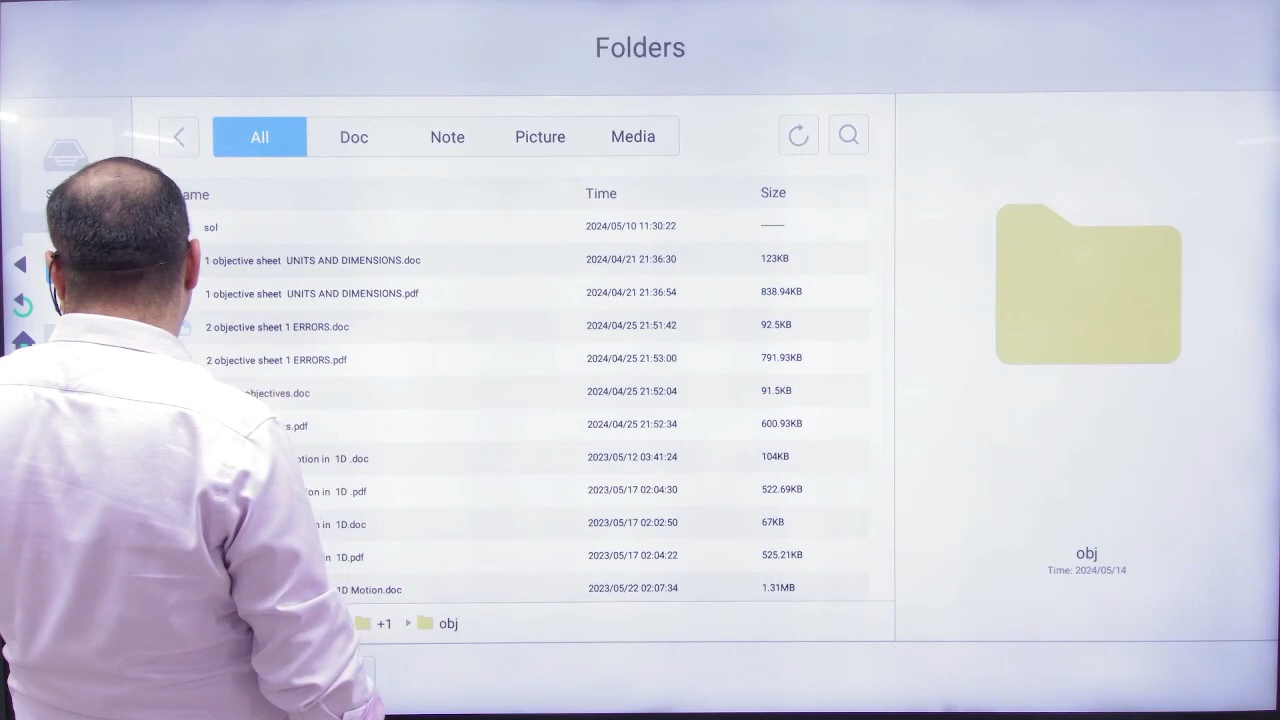 Folders
All Doc Note Picture Media
Time Size
sol 2024/05/10 11:30:22
1 objective sheet UNITS AND DIMENSIONS.doc 2024/04/21 21:36:30 123KB
1 objective sheet UNITS AND DIMENSIONS.pdf 2024/04/21 21:36:54 838.94KB
2 objective sheet 1 ERRORS.doc 2024/04/25 21:51:42 92.5KB
2 objective sheet 1 ERRORS.pdf 2024/04/25 21:53:00 791.93KB
bjectives.doc 2024/04/25 21:52:04 91.5KB
s.pdf 2024/04/25 21:52:34 600.93KB
otion in 1D .doc 2023/05/12 03:41:24 104KB
on in 1D .pdf 2023/05/17 02:04:30 522.69KB
in 1D.doc 2023/05/17 02:02:50 67KB
in 1D.pdf 2023/05/17 02:04:22 525.21KB
1D Motion.doc 2023/05/22 02:07:34 1.31MB
+1 obj
obj
Time: 2024/05/14